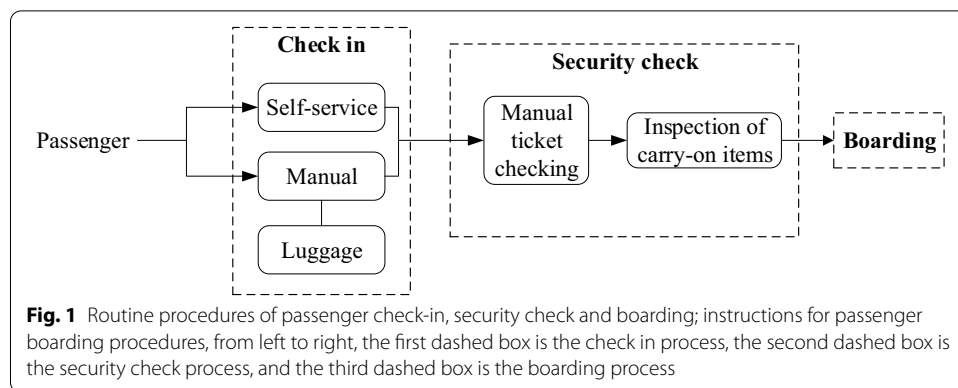 Check in
Security check
Passenger
Self-service
Manual
Luggage
Manual
ticket
checking
Inspection of
carry-on items
Boarding
Fig. 1 Routine procedures of passenger check-in, security check and boarding; instructions for passenger
boarding procedures, from left to right, the first dashed box is the check in process, the second dashed box is
the security check process, and the third dashed box is the boarding process